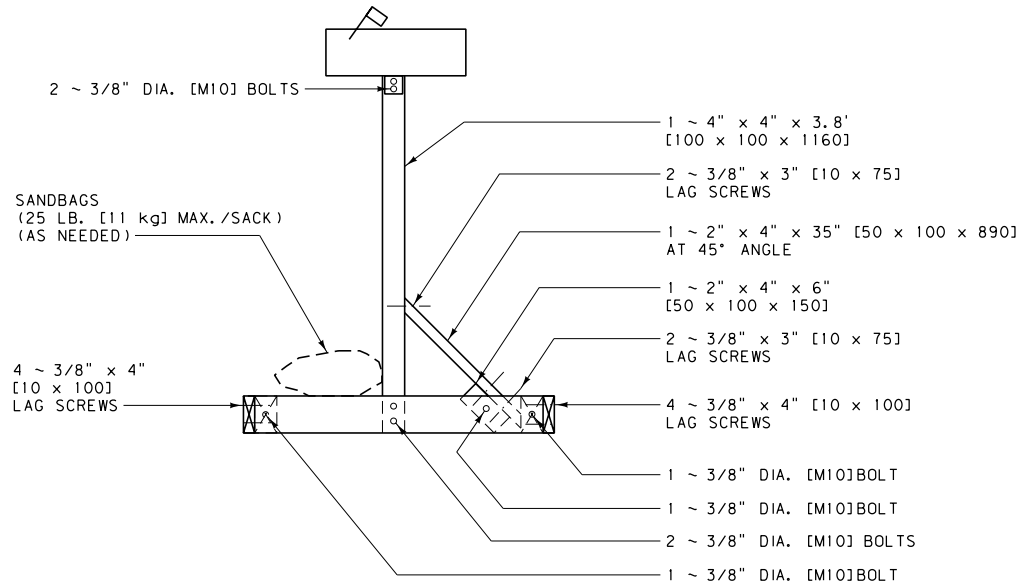 2 ~ 3/8" DIA. [M10] BOLTS
SANDBAGS
(25 LB. [11 kg] MAX./SACK)
(AS NEEDED)
4 ~ 3/8" x 4"
[10 x 100]
LAG SCREWS
1 ~ 4" x 4" x 3.8'
[100 x 100 x 1160]
2 ~ 3/8" x 3" [10 x 75]
LAG SCREWS
1 ~ 2" x 4" x 35" [50 x 100 x 890]
AT 45° ANGLE
1 ~ 2" x 4" x 6"
[50 x 100 x 150]
2 ~ 3/8" x 3" [10 x 75]
LAG SCREWS
4 ~ 3/8" x 4" [10 x 100]
LAG SCREWS
1 ~ 3/8" DIA. [M10]BOLT
1 ~ 3/8" DIA. [M10]BOLT
2 ~ 3/8" DIA. [M10] BOLTS
1 ~ 3/8" DIA. [M10]BOLT